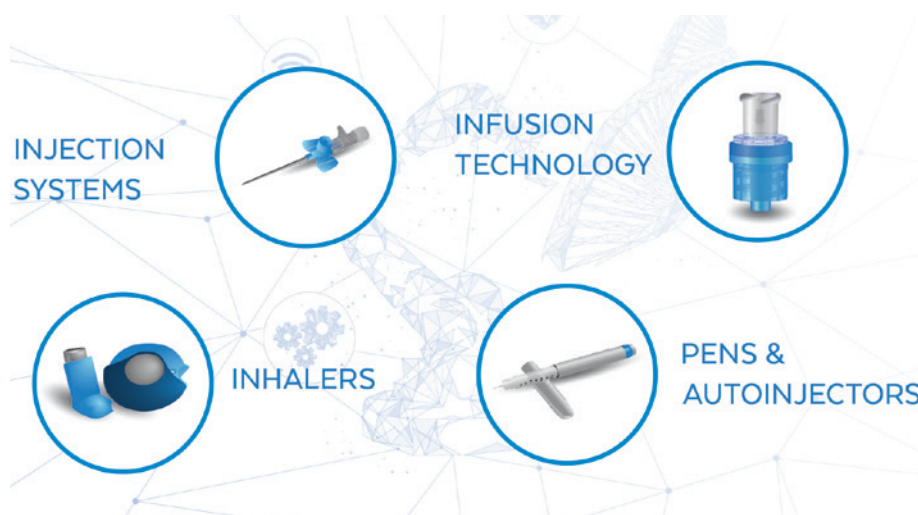 INJECTION
SYSTEMS
INFUSION
TECHNOLOGY
INHALERS
PENS &
AUTOINJECTORS